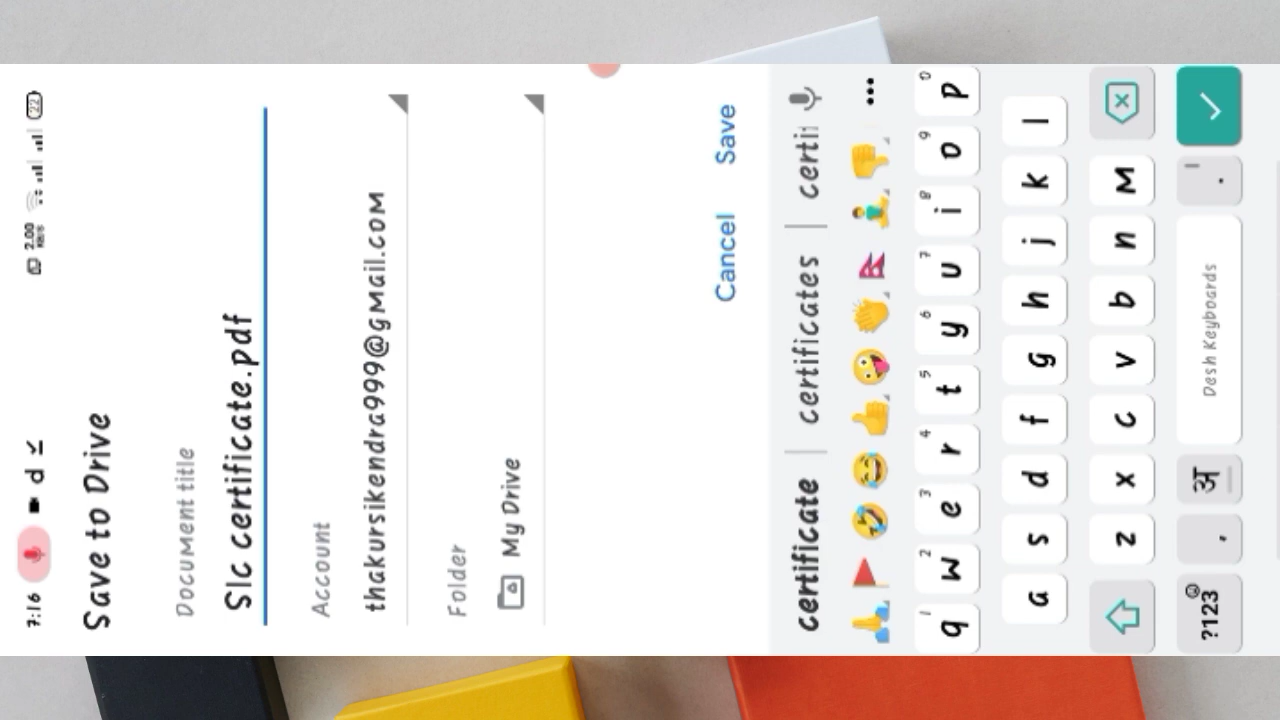 7:16 d 2.00 KB/S 22
Save to Drive
Document title
Slc certificate.pdf
Account
thakursikendra999@gmail.com
Folder
My Drive
Cancel Save
certificate certificates certi
1 2 3 4 5 6 7 8 9 0
q w e r t y u i o p
a s d f g h j k l
z x c v b n m
?123 , अ Desh Keyboards . |